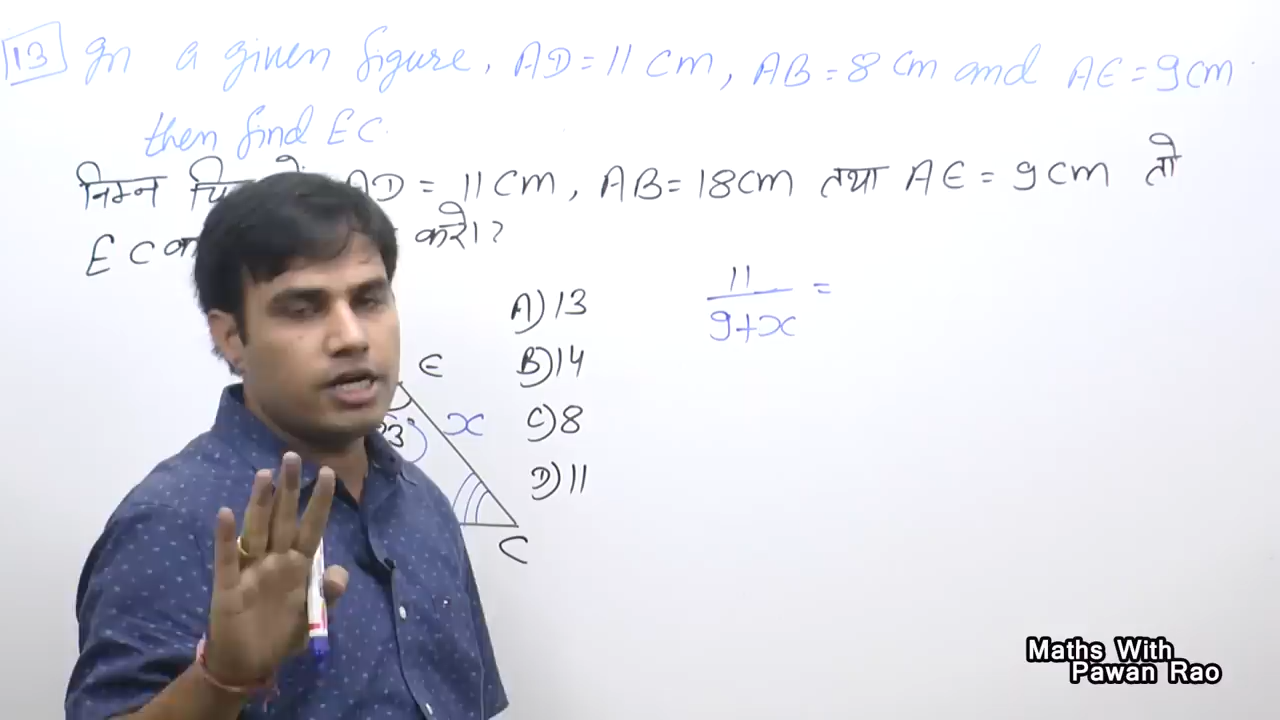 13 In a given figure, AD = 11 cm, AB = 8 cm and AE = 9 cm
then find EC.
निम्न AD = 11 cm, AB = 18 cm तथा AE = 9 cm तो
EC करे।?
A) 13
B) 14
C) 8
D) 11
11
9+x
=
E
x
C
Maths With
Pawan Rao